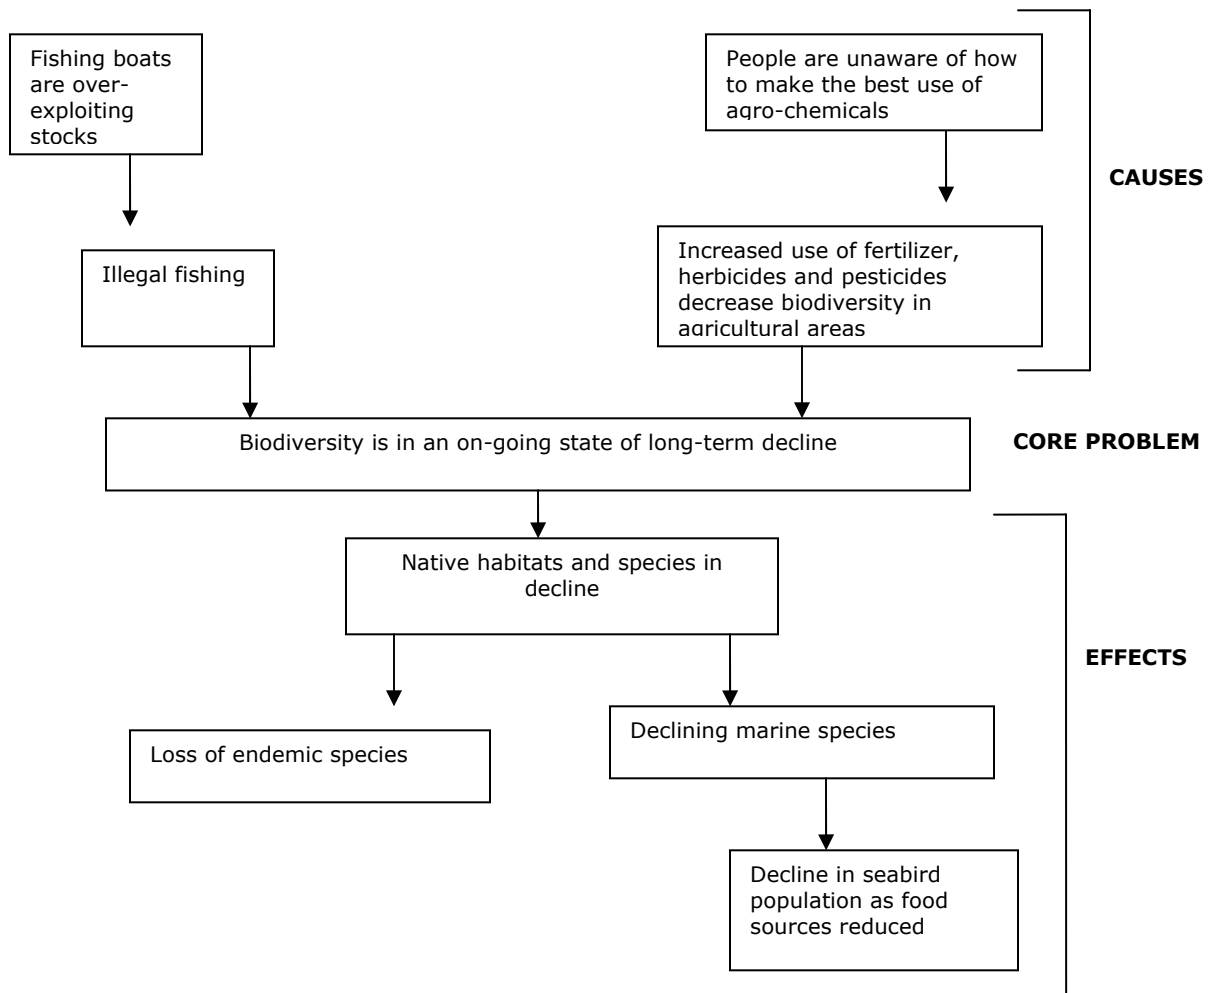 Fishing boats
are over-
exploiting
stocks
People are unaware of how
to make the best use of
agro-chemicals
CAUSES
Illegal fishing
Increased use of fertilizer,
herbicides and pesticides
decrease biodiversity in
agricultural areas
Biodiversity is in an on-going state of long-term decline
CORE PROBLEM
Native habitats and species in
decline
EFFECTS
Loss of endemic species
Declining marine species
Decline in seabird
population as food
sources reduced